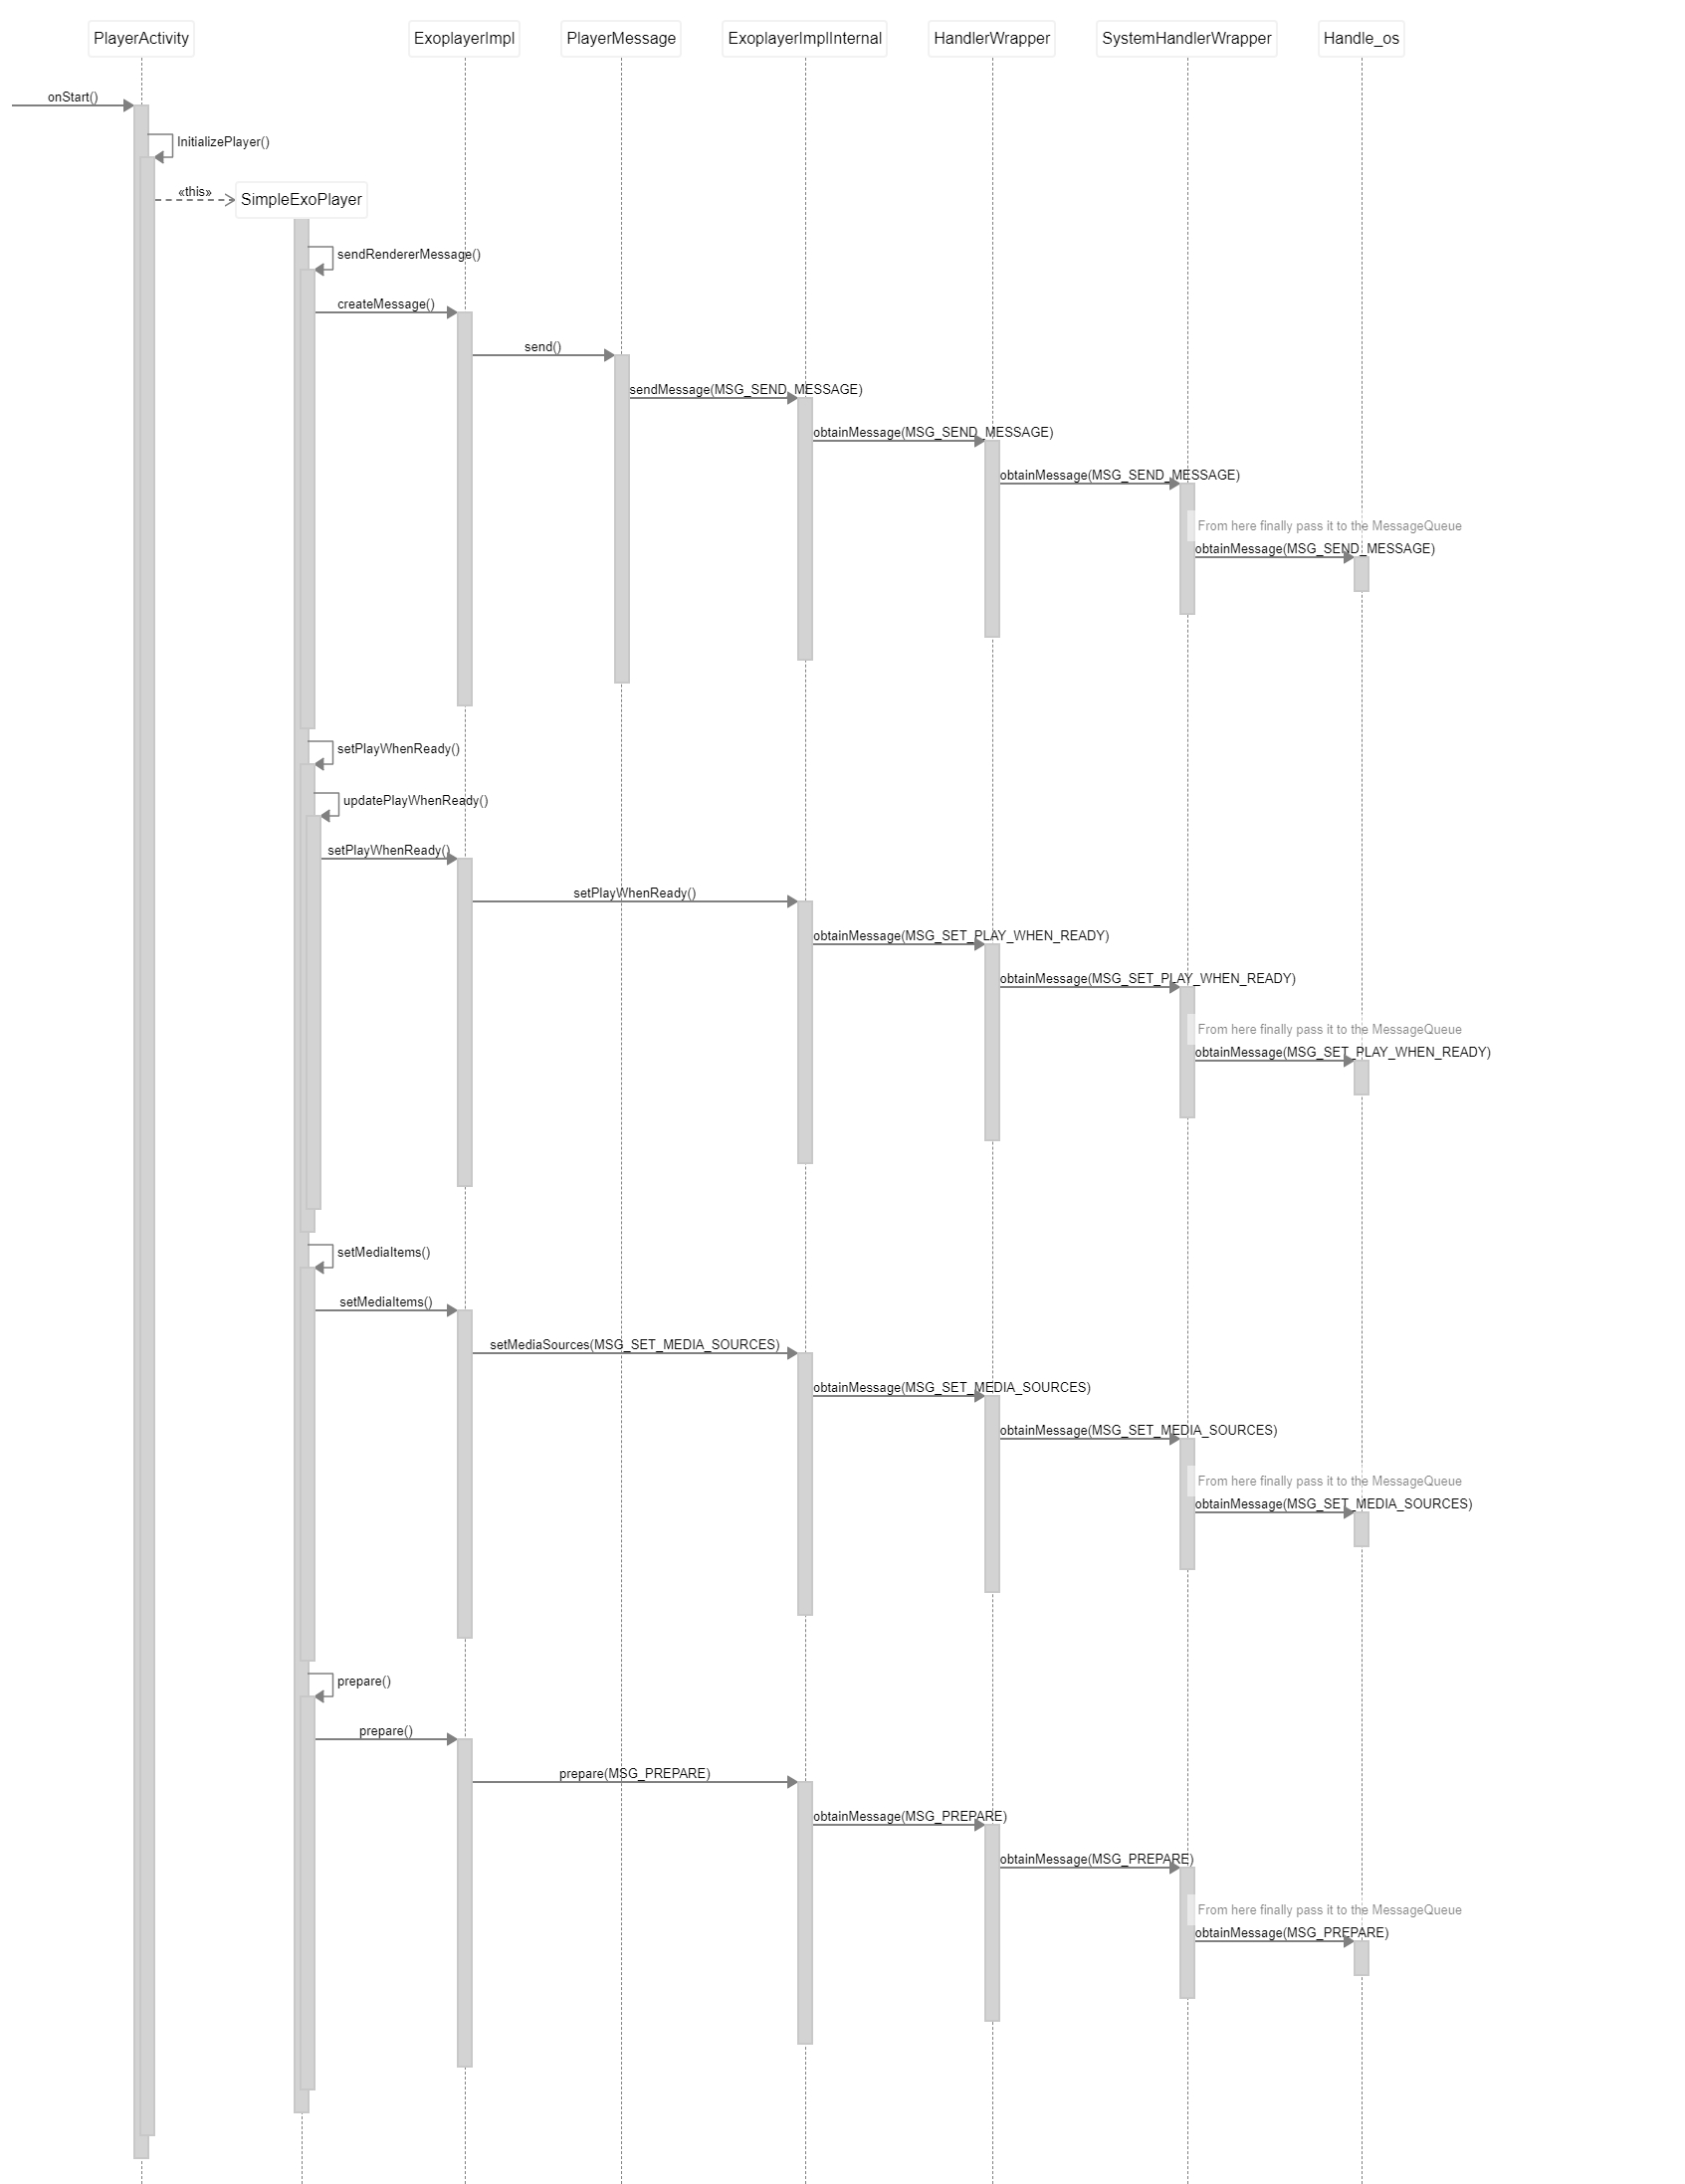 PlayerActivity
ExoplayerImpl
PlayerMessage
ExoplayerImplInternal
HandlerWrapper
SystemHandlerWrapper
Handle_os
onStart()
InitializePlayer()
«this»
SimpleExoPlayer
sendRendererMessage()
createMessage()
send()
sendMessage(MSG_SEND_MESSAGE)
obtainMessage(MSG_SEND_MESSAGE)
obtainMessage(MSG_SEND_MESSAGE)
From here finally pass it to the MessageQueue
obtainMessage(MSG_SEND_MESSAGE)
setPlayWhenReady()
updatePlayWhenReady()
setPlayWhenReady()
setPlayWhenReady()
obtainMessage(MSG_SET_PLAY_WHEN_READY)
obtainMessage(MSG_SET_PLAY_WHEN_READY)
From here finally pass it to the MessageQueue
obtainMessage(MSG_SET_PLAY_WHEN_READY)
setMediaItems()
setMediaItems()
setMediaSources(MSG_SET_MEDIA_SOURCES)
obtainMessage(MSG_SET_MEDIA_SOURCES)
obtainMessage(MSG_SET_MEDIA_SOURCES)
From here finally pass it to the MessageQueue
obtainMessage(MSG_SET_MEDIA_SOURCES)
prepare()
prepare()
prepare(MSG_PREPARE)
obtainMessage(MSG_PREPARE)
obtainMessage(MSG_PREPARE)
From here finally pass it to the MessageQueue
obtainMessage(MSG_PREPARE)